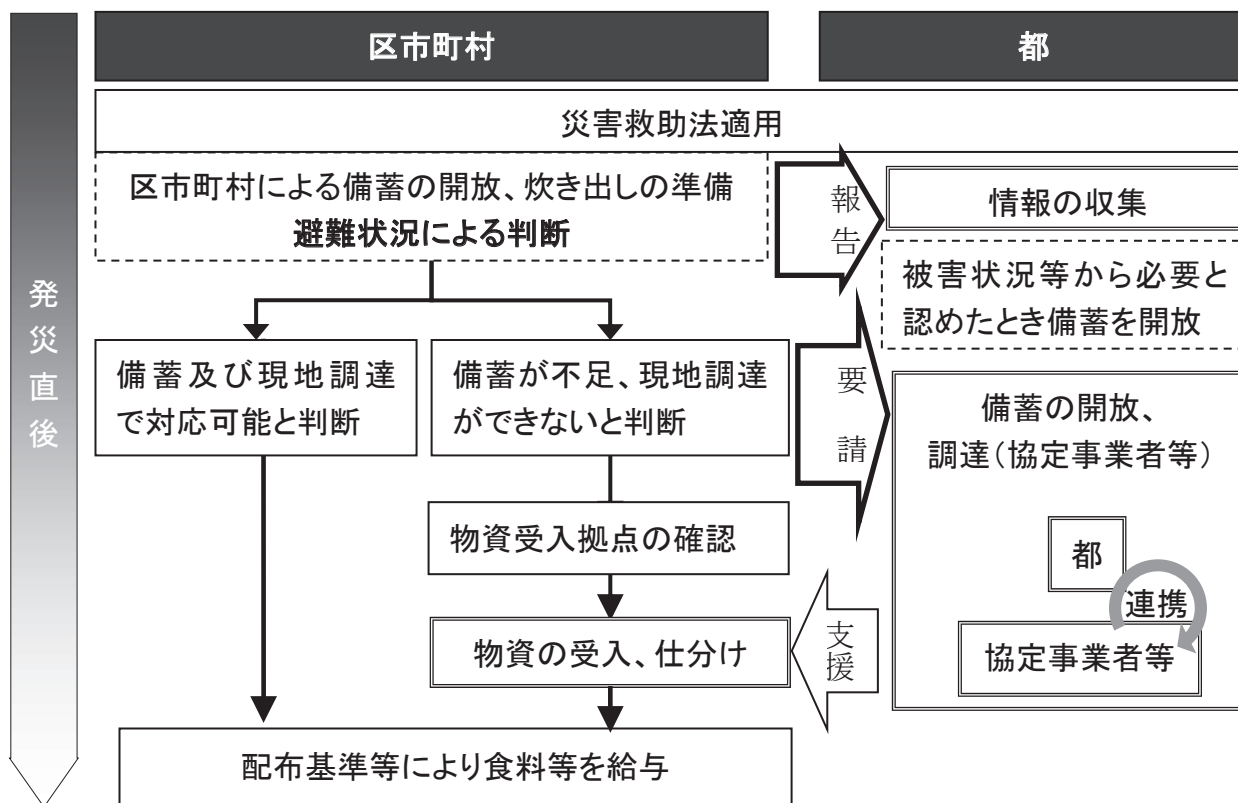 区市町村
都
発災直後
災害救助法適用
区市町村による備蓄の開放、炊き出しの準備
避難状況による判断
報告
情報の収集
被害状況等から必要と
認めたとき備蓄を開放
備蓄及び現地調達
で対応可能と判断
備蓄が不足、現地調達
ができないと判断
要請
備蓄の開放、
調達(協定事業者等)
物資受入拠点の確認
都
連携
協定事業者等
物資の受入、仕分け
支援
配布基準等により食料等を給与